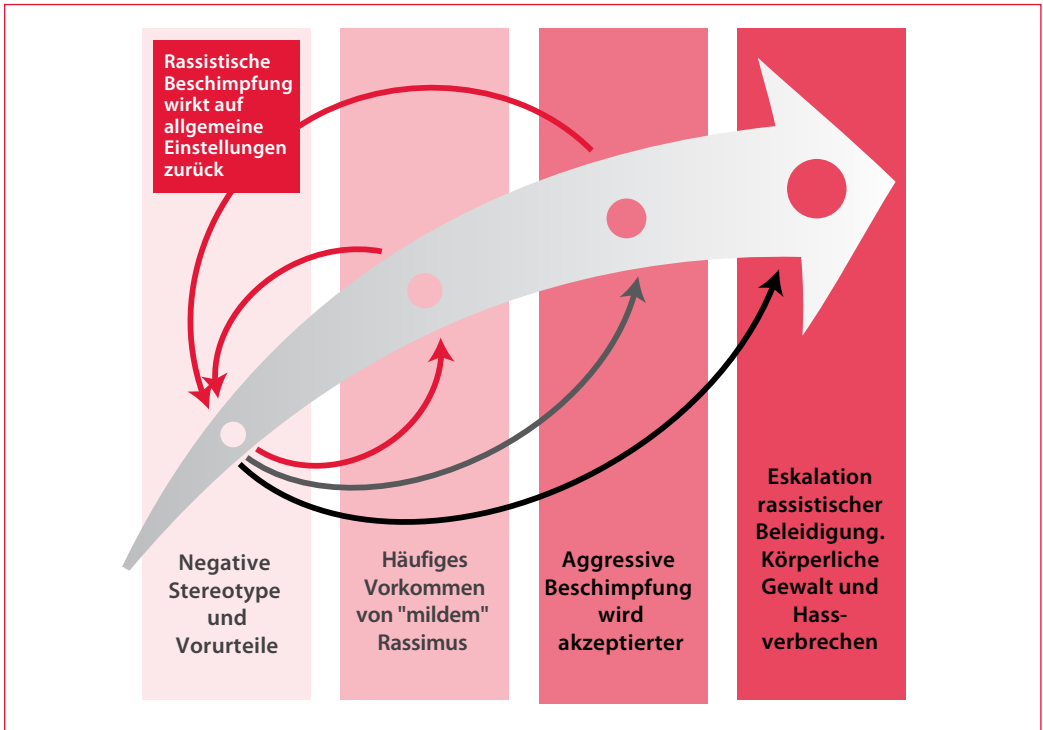 Rassistische
Beschimpfung
wirkt auf
allgemeine
Einstellungen
zurück
Negative
Stereotype
und
Vorurteile
Häufiges
Vorkommen
von "mildem"
Rassimus
Aggressive
Beschimpfung
wird
akzeptierter
Eskalation
rassistischer
Beleidigung.
Körperliche
Gewalt und
Hass-
verbrechen